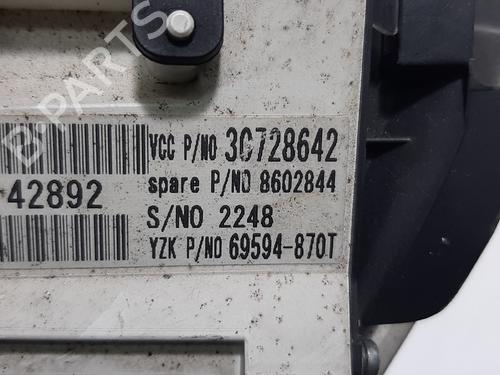 VCC P/NO 30728642
spare P/NO 8602844
42892
S/NO 2248
YZK P/NO 69594-870T
B-PARTS